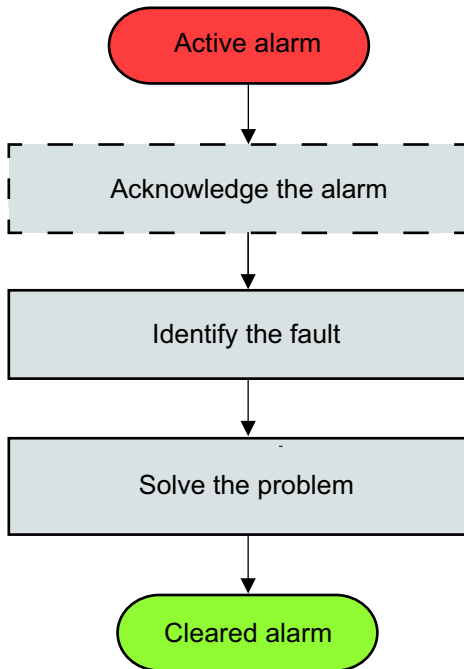 Active alarm
Acknowledge the alarm
Identify the fault
Solve the problem
Cleared alarm